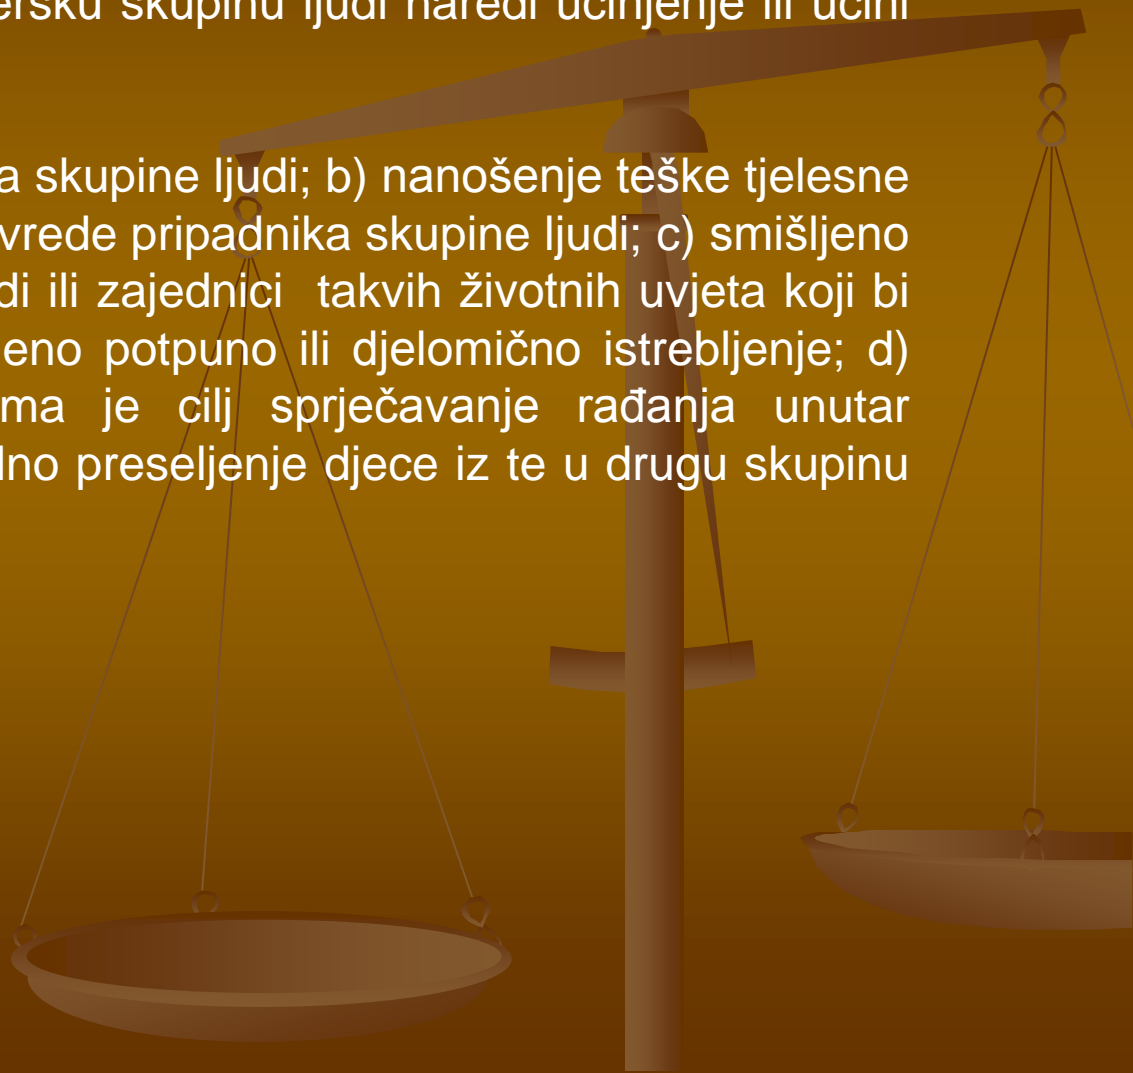 ersku skupinu ljudi naredi učinjenje ili učini
a skupine ljudi; b) nanošenje teške tjelesne
vrede pripadnika skupine ljudi; c) smišljeno
di ili zajednici takvih životnih uvjeta koji bi
eno potpuno ili djelomično istrebljenje; d)
ma je cilj sprječavanje rađanja unutar
lno preseljenje djece iz te u drugu skupinu